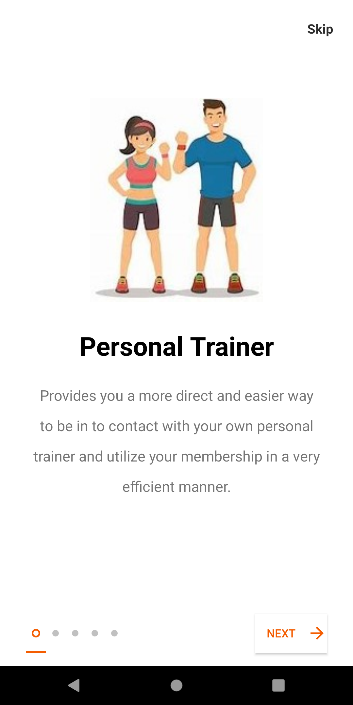 Skip
Personal Trainer
Provides you a more direct and easier way
to be in to contact with your own personal
trainer and utilize your membership in a very
efficient manner.
NEXT